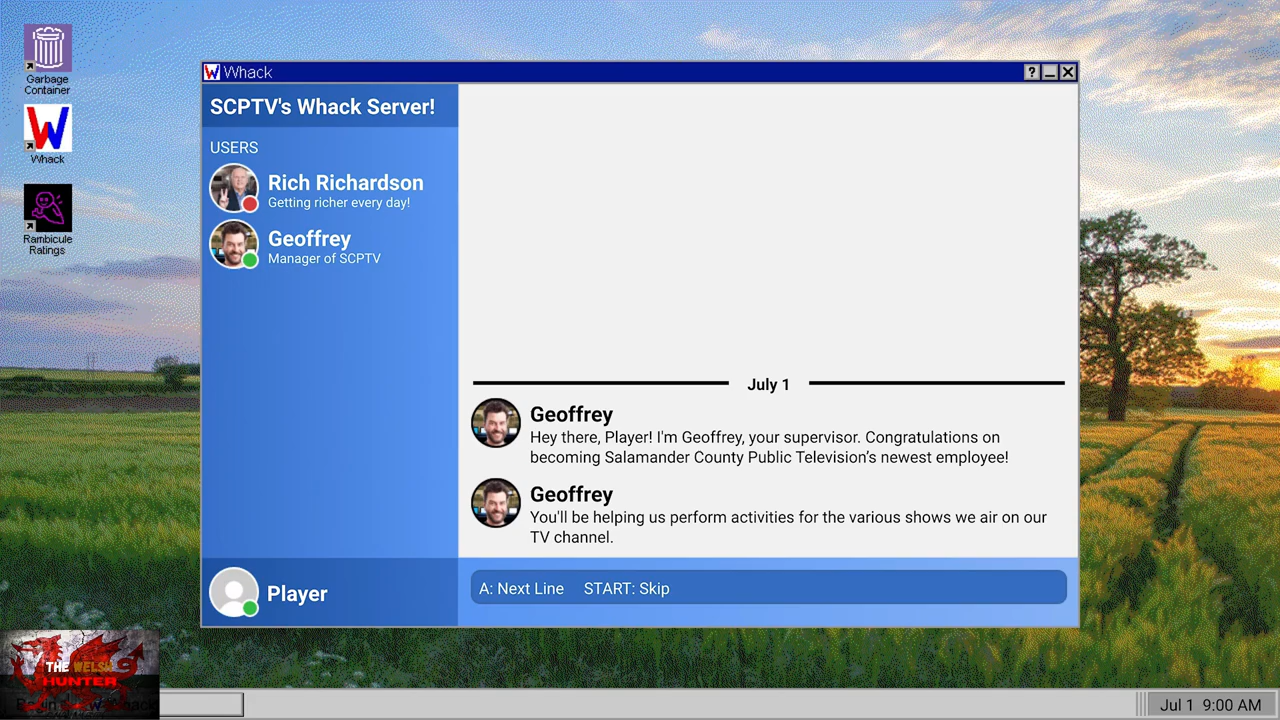 Garbage
Container
Whack
Rambicule
Ratings
Whack
SCPTV's Whack Server!
USERS
Rich Richardson
Getting richer every day!
Geoffrey
Manager of SCPTV
July 1
Geoffrey
Hey there, Player! I'm Geoffrey, your supervisor. Congratulations on
becoming Salamander County Public Television's newest employee!
Geoffrey
You'll be helping us perform activities for the various shows we air on our
TV channel.
Player
A: Next Line START: Skip
THE WELSH
HUNTER
Jul 1 9:00 AM